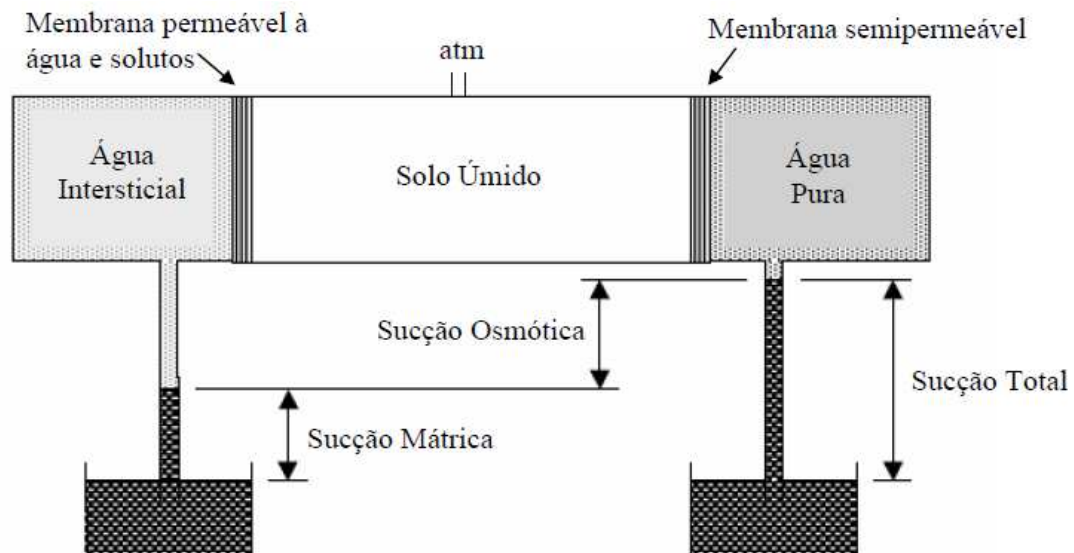 Membrana permeável à
água e solutos
atm
Membrana semipermeável
Água
Intersticial
Solo Úmido
Água
Pura
Sucção Osmótica
Sucção Total
Sucção Mátrica